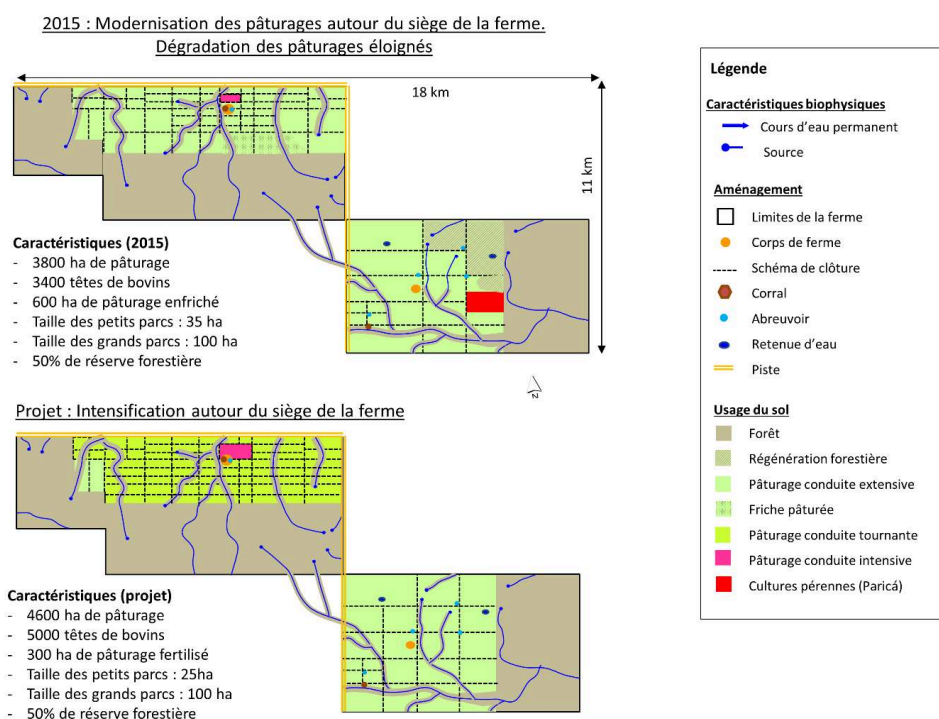 2015 : Modernisation des pâturages autour du siège de la ferme.
Dégradation des pâturages éloignés
18 km
11 km
Caractéristiques (2015)
- 3800 ha de pâturage
- 3400 têtes de bovins
- 600 ha de pâturage enfriché
- Taille des petits parcs : 35 ha
- Taille des grands parcs : 100 ha
- 50% de réserve forestière
N
Projet : Intensification autour du siège de la ferme
Caractéristiques (projet)
- 4600 ha de pâturage
- 5000 têtes de bovins
- 300 ha de pâturage fertilisé
- Taille des petits parcs : 25ha
- Taille des grands parcs : 100 ha
- 50% de réserve forestière
Légende
Caractéristiques biophysiques
Cours d'eau permanent
Source
Aménagement
Limites de la ferme
Corps de ferme
Schéma de clôture
Corral
Abreuvoir
Retenue d'eau
Piste
Usage du sol
Forêt
Régénération forestière
Pâturage conduite extensive
Friche pâturée
Pâturage conduite tournante
Pâturage conduite intensive
Cultures pérennes (Paricá)